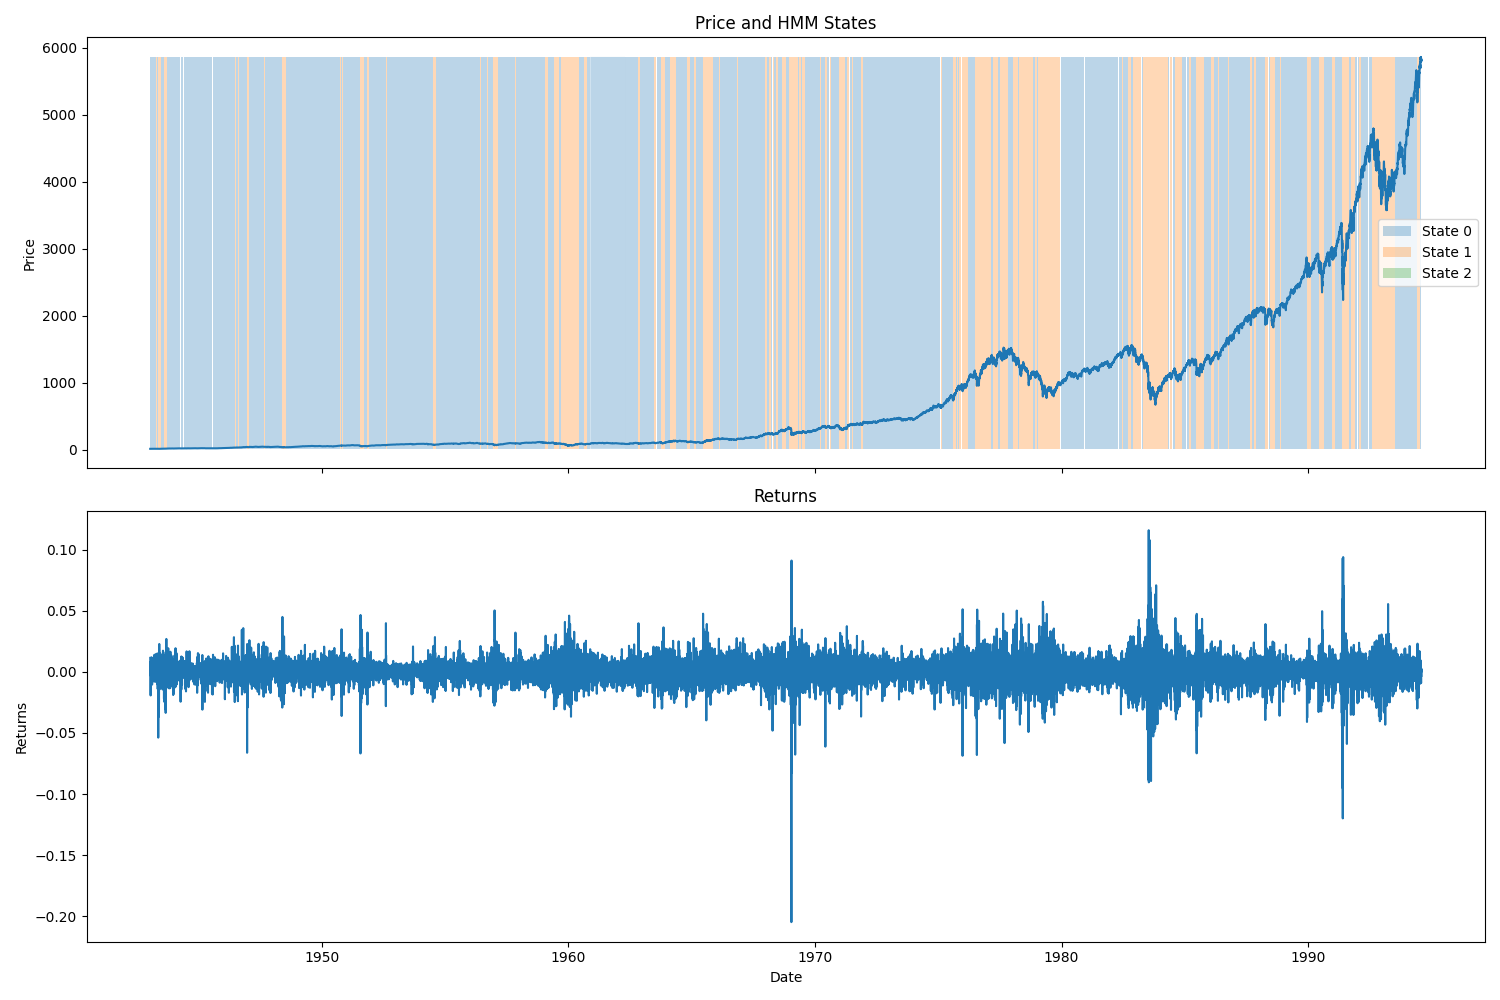 Price and HMM States
6000
5000
4000
3000
2000
1000
0
Price
State 0
State 1
State 2
Returns
0.10
0.05
0.00
−0.05
−0.10
−0.15
−0.20
Returns
1950
1960
1970
1980
1990
Date